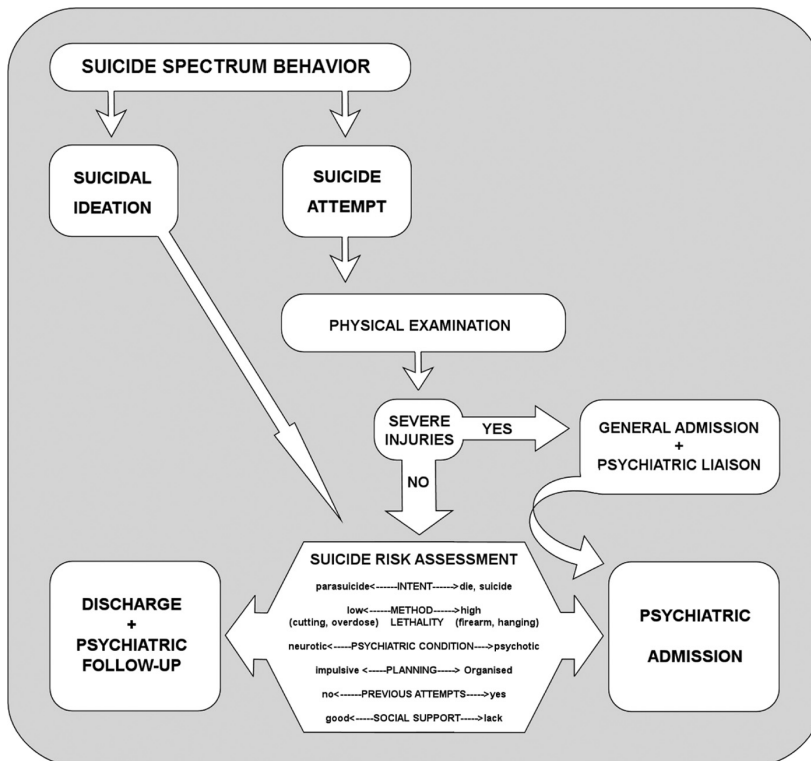 SUICIDE SPECTRUM BEHAVIOR
SUICIDAL
IDEATION
SUICIDE
ATTEMPT
PHYSICAL EXAMINATION
SEVERE
INJURIES
YES
GENERAL ADMISSION
+
PSYCHIATRIC LIAISON
NO
SUICIDE RISK ASSESSMENT
parasuicide<------INTENT------>die, suicide
low<------METHOD---->high
(cutting, overdose) LETHALITY (firearm, hanging)
neurotic<----PSYCHIATRIC CONDITION---->psychotic
impulsive <-----PLANNING-----> Organised
no<------PREVIOUS ATTEMPTS----->yes
good<-----SOCIAL SUPPORT----->lack
DISCHARGE
+
PSYCHIATRIC
FOLLOW-UP
PSYCHIATRIC
ADMISSION